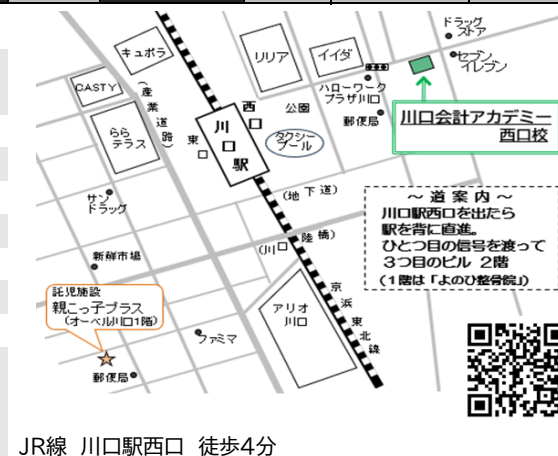 ドラッグ
ストア
キュポラ
リリア
イイダ
セブン
イレブン
CASTY
(産業道路)
ハローワーク
プラザ川口
西口
公園
郵便局
川口会計アカデミー
西口校
らら
テラス
東口
川口駅
タクシー
プール
サン
ドラッグ
(地下道)
～ 道 案 内 ～
川口駅西口を出たら
駅を背に直進。
ひとつ目の信号を渡って
3つ目のビル 2階
(1階は「よのひ整骨院」)
新鮮市場
(川口陸橋)
託児施設
親こっ子プラス
(オーベル川口1階)
アリオ
川口
京浜東北線
ファミマ
郵便局
JR線 川口駅西口 徒歩4分